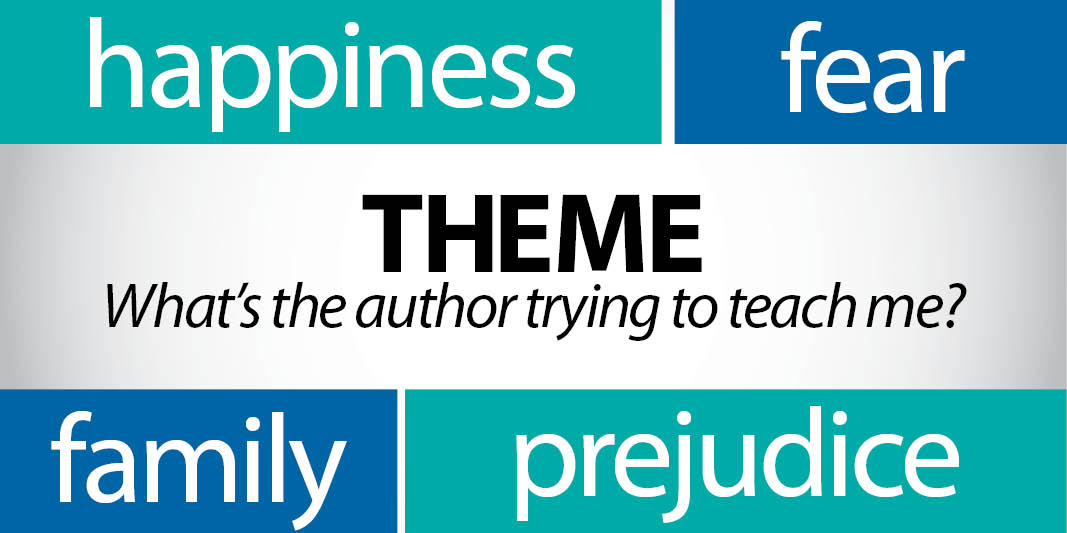 happiness fear
THEME
What’s the author trying to teach me?
family prejudice